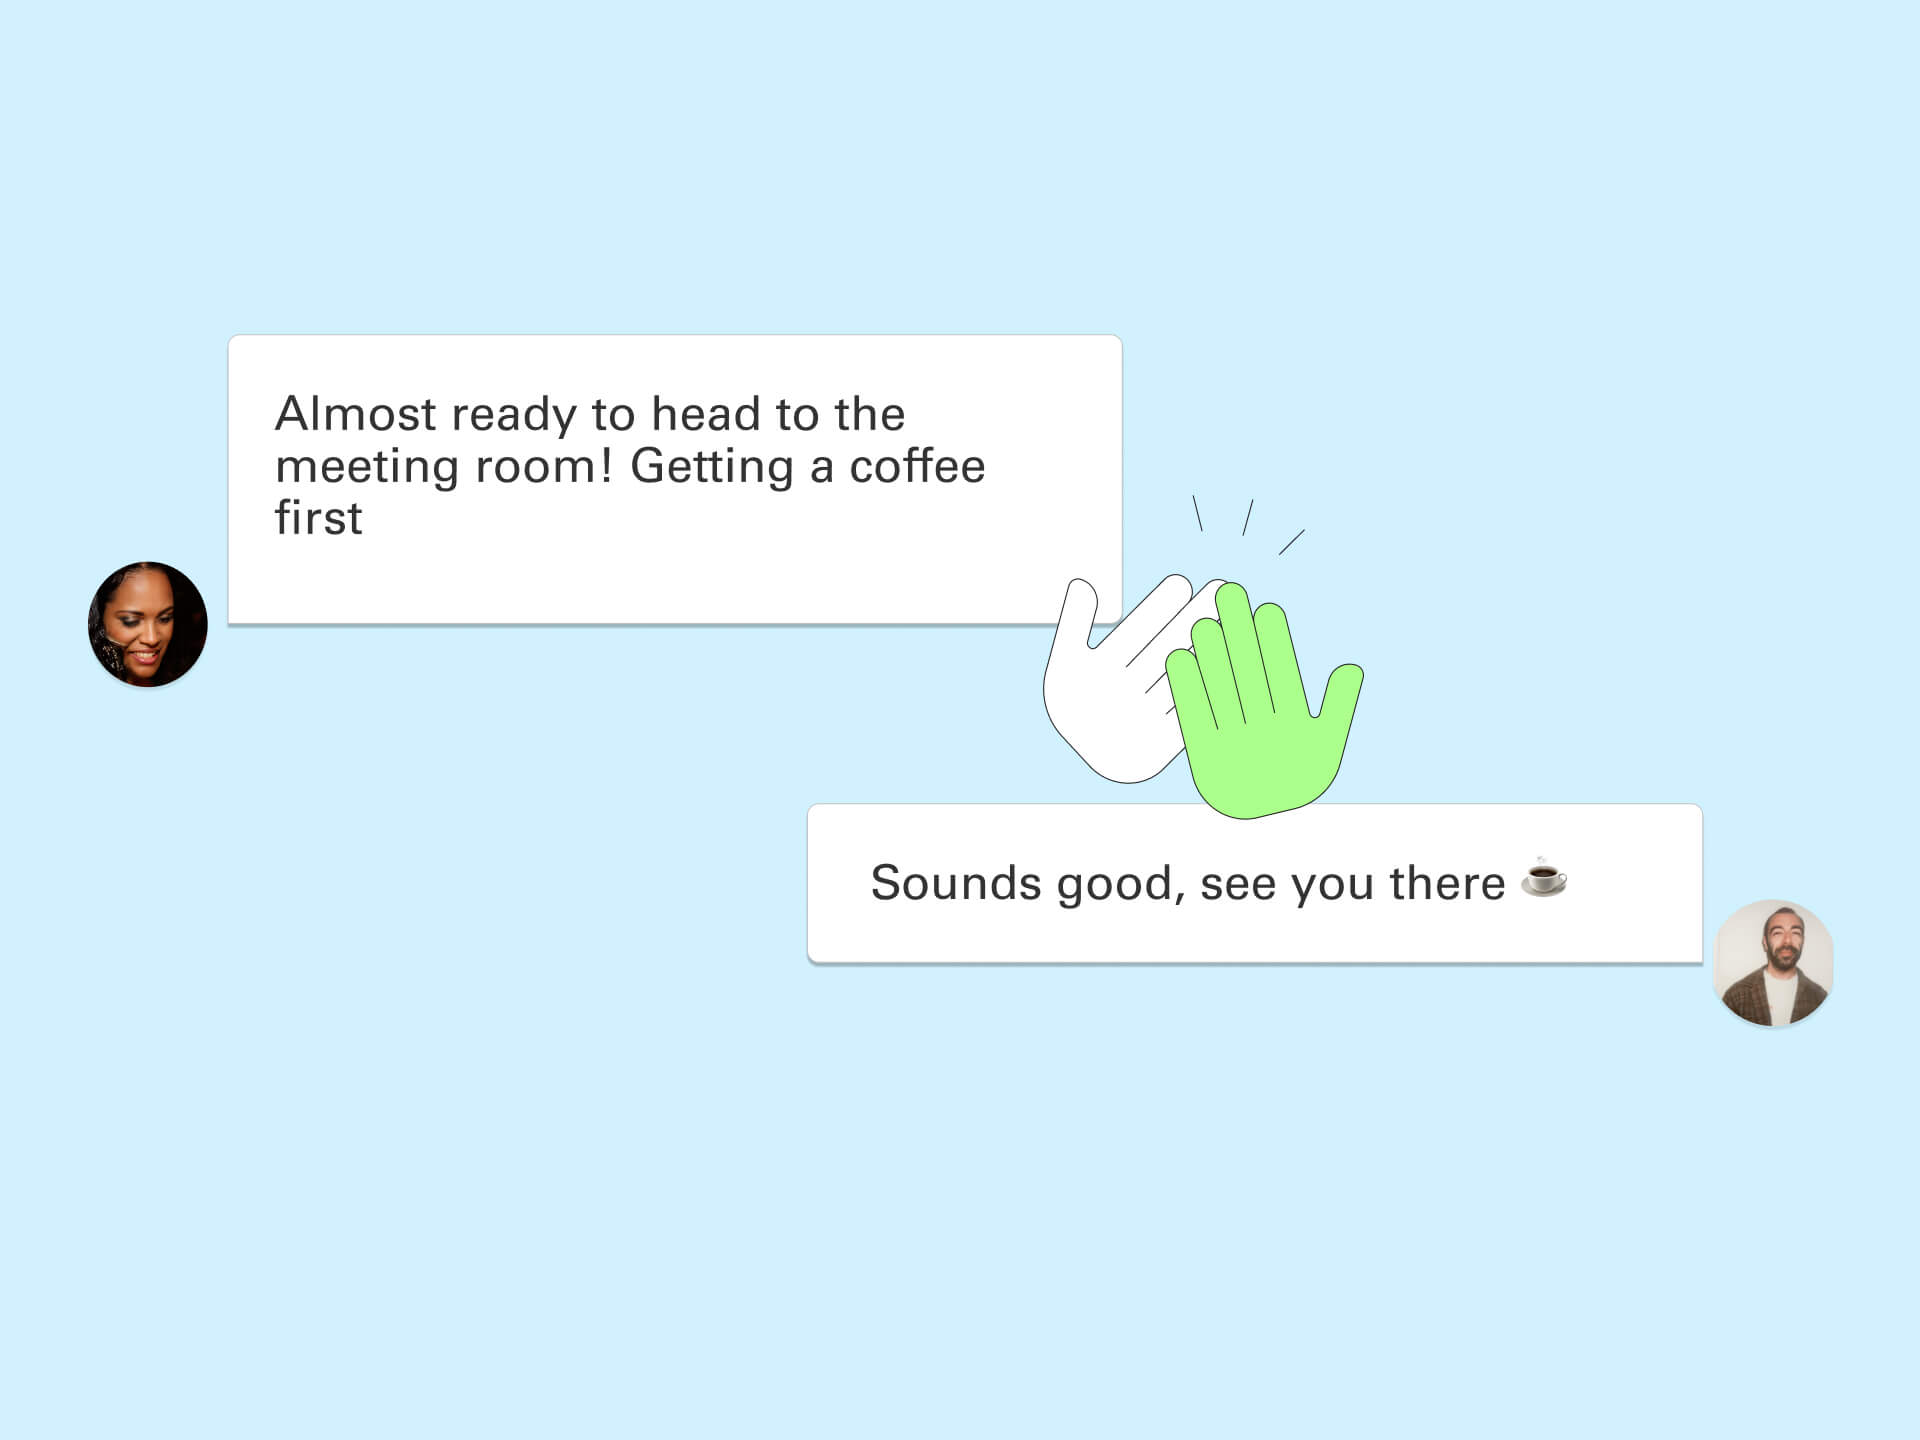 Almost ready to head to the
meeting room! Getting a coffee
first
Sounds good, see you there ☕